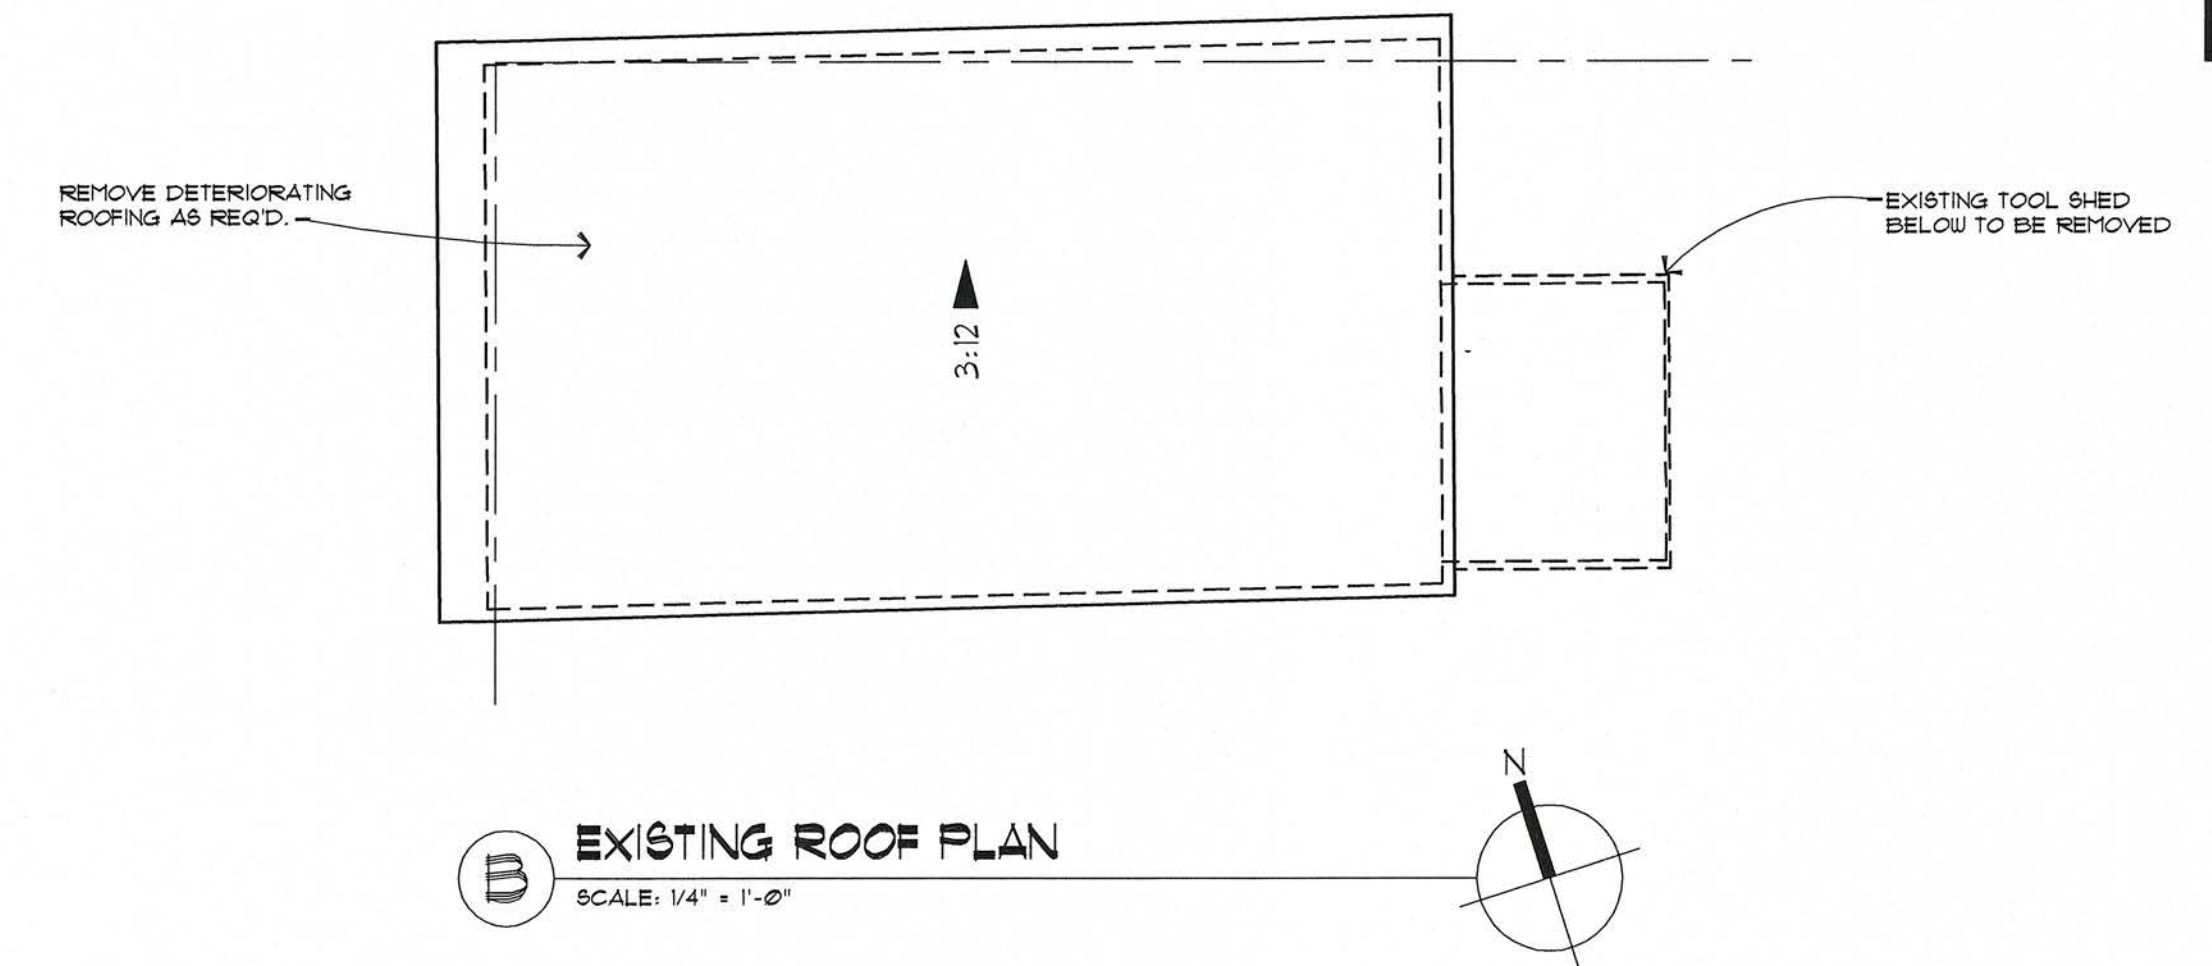 REMOVE DETERIORATING
ROOFING AS REQ'D.
EXISTING TOOL SHED
BELOW TO BE REMOVED
3:12
N
B
EXISTING ROOF PLAN
SCALE: 1/4" = 1'-0"